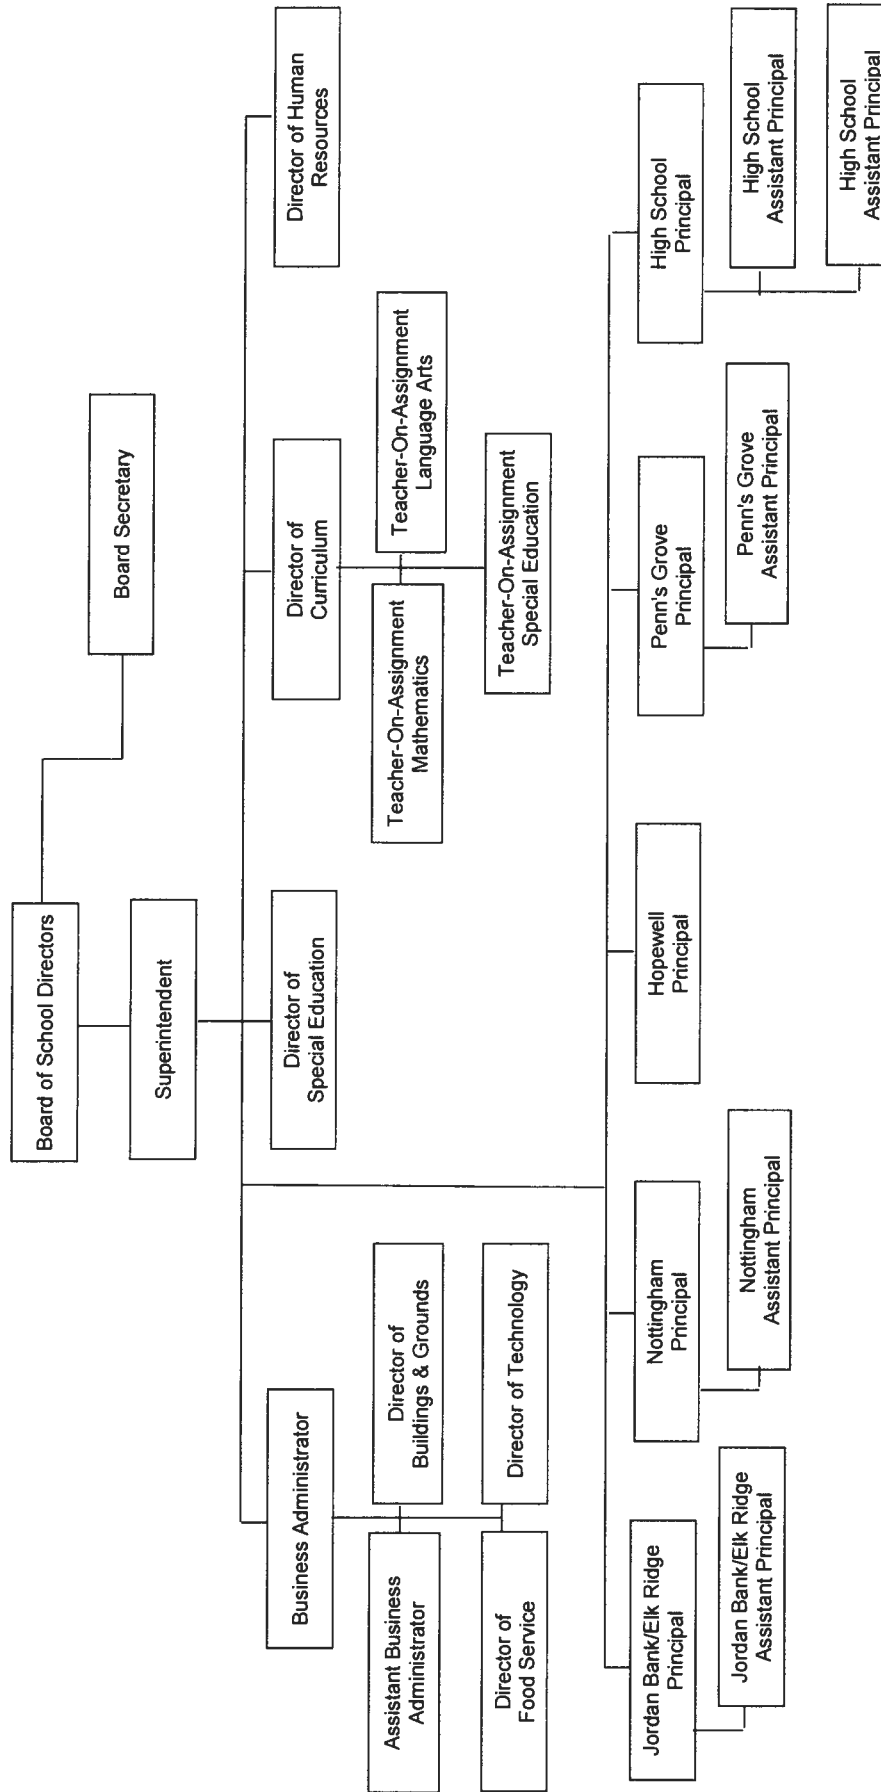 Board of School Directors
Board Secretary
Superintendent
Business Administrator
Director of
Special Education
Director of
Curriculum
Director of Human
Resources
Assistant Business
Administrator
Director of
Buildings & Grounds
Director of
Food Service
Director of Technology
Teacher-On-Assignment
Mathematics
Teacher-On-Assignment
Language Arts
Teacher-On-Assignment
Special Education
Jordan Bank/Elk Ridge
Principal
Jordan Bank/Elk Ridge
Assistant Principal
Nottingham
Principal
Nottingham
Assistant Principal
Hopewell
Principal
Penn's Grove
Principal
Penn's Grove
Assistant Principal
High School
Principal
High School
Assistant Principal
High School
Assistant Principal